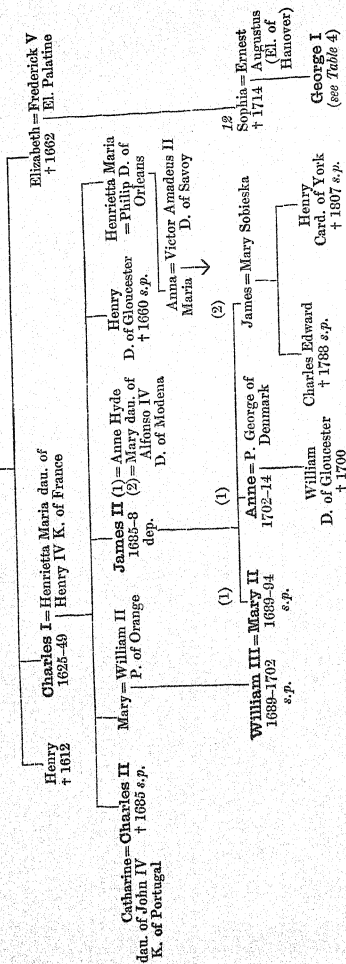 Henry
† 1612
Charles I = Henrietta Maria dau. of
1625–49 Henry IV K. of France
Elizabeth = Frederick V
† 1662 El. Palatine
Catharine = Charles II
dau. of John IV † 1685 s.p.
K. of Portugal
Mary = William II
P. of Orange
James II (1) = Anne Hyde
1685–8 (2) = Mary dau. of
dep. Alfonso IV
D. of Modena
Henry
D. of Gloucester
† 1660 s.p.
Henrietta Maria
= Philip D. of
Orleans
Anna = Victor Amadeus II
Maria D. of Savoy
12
Sophia = Ernest
† 1714 Augustus
(El. of
Hanover)
George I
(see Table 4)
(1)
(1)
(2)
William III = Mary II
1689–1702 1689–94
s.p. s.p.
Anne = P. George of
1702–14 Denmark
James = Mary Sobieska
William
D. of Gloucester
† 1700
Charles Edward
† 1788 s.p.
Henry
Card. of York
† 1807 s.p.